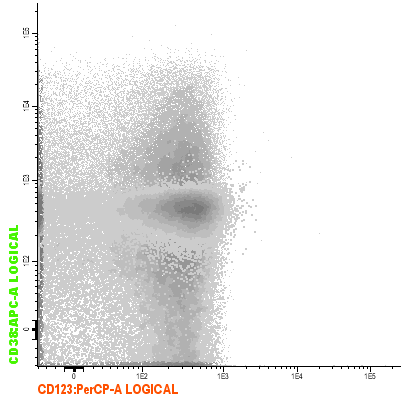 1E5
1E4
1E3
1E2
0
CD38:APC-A LOGICAL
0
1E2
1E3
1E4
1E5
CD123:PerCP-A LOGICAL